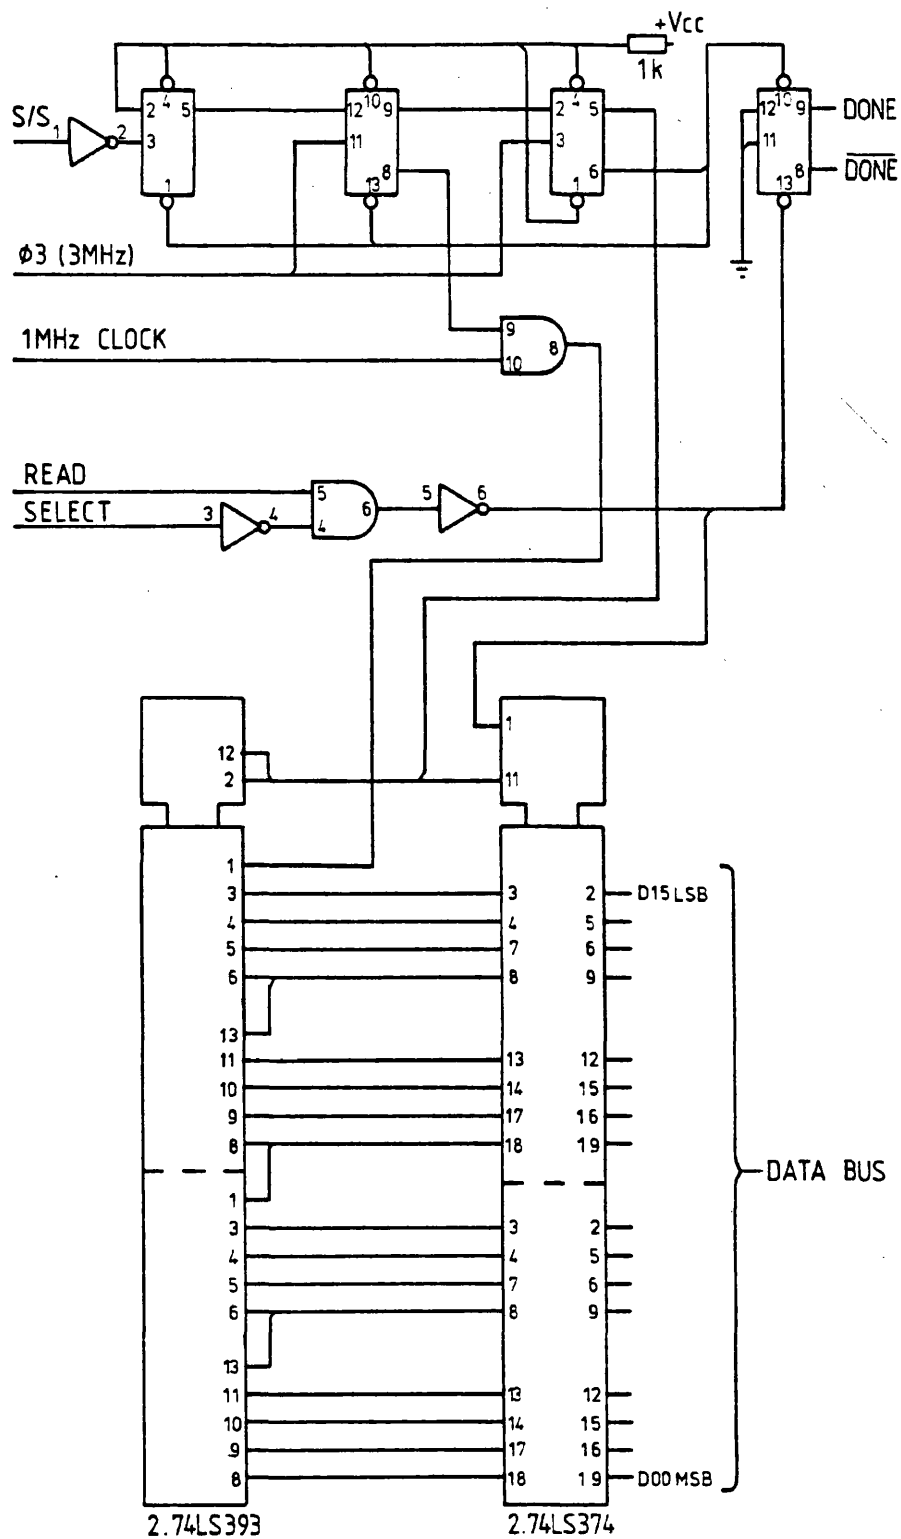 +Vcc
1k
S/S 1 2
2 4 5
3
1
12 10 9
11
8
13
2 4 5
3
6
1
12 10 9 DONE
11
8 DONE
13
Φ3 (3MHz)
1MHz CLOCK
9
8
10
READ
SELECT
3 4
5
6
4
5 6
12
2
1
11
1
3 3 2 D15 LSB
4 4 5
5 7 6
6 8 9
13
11 13 12
10 14 15
9 17 16
8 18 19
1
DATA BUS
3 3 2
4 4 5
5 7 6
6 8 9
13
11 13 12
10 14 15
9 17 16
8 18 19 D00 MSB
2.74LS393
2.74LS374